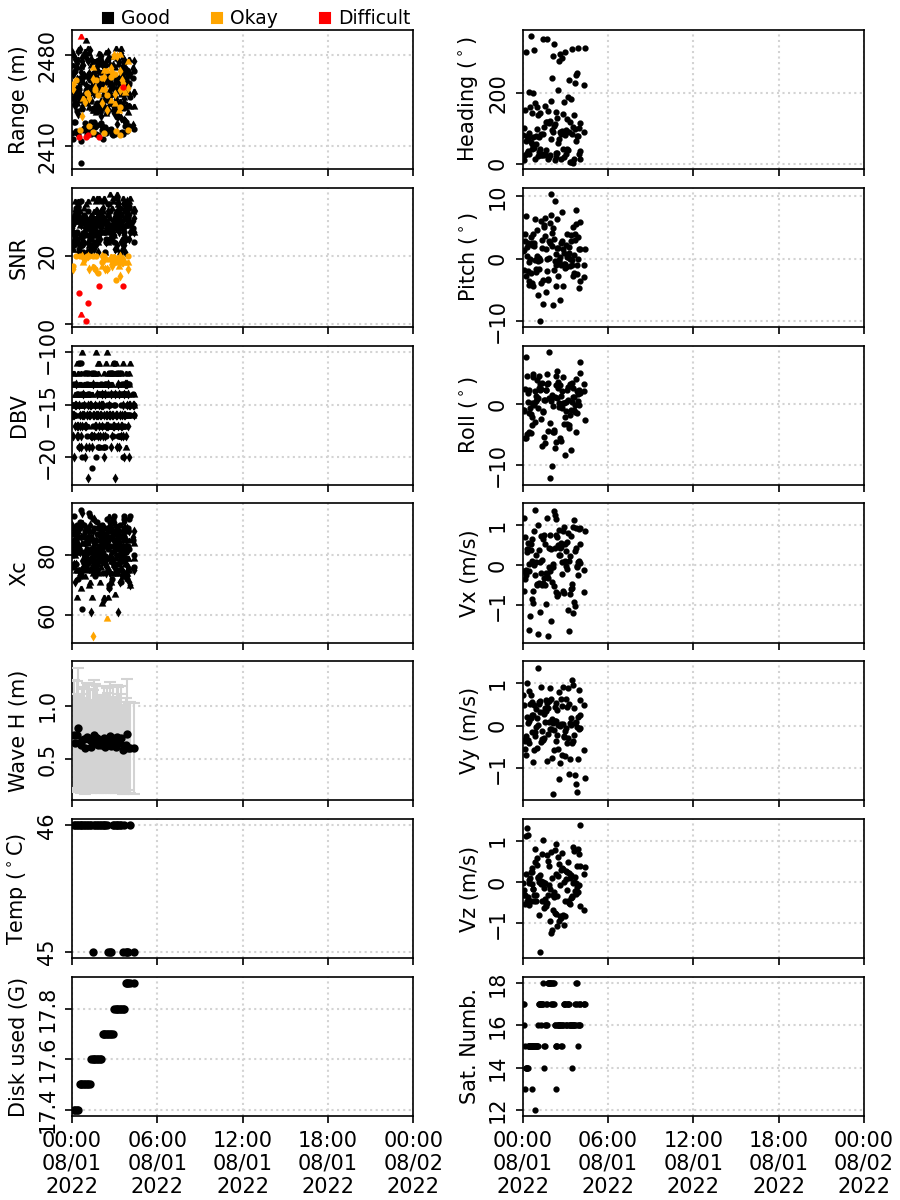 Good Okay Difficult
Range (m)
2480
2410
Heading ( ° )
200
0
SNR
20
0
Pitch ( ° )
10
0
−10
DBV
−10
−15
−20
Roll ( ° )
0
−10
Xc
80
60
Vx (m/s)
1
0
−1
Wave H (m)
1.0
0.5
Vy (m/s)
1
0
−1
Temp ( ° C)
46
45
Vz (m/s)
1
0
−1
Disk used (G)
17.8
17.6
17.4
Sat. Numb.
18
16
14
12
00:00 06:00 12:00 18:00 00:00
08/01 08/01 08/01 08/01 08/02
2022 2022 2022 2022 2022
00:00 06:00 12:00 18:00 00:00
08/01 08/01 08/01 08/01 08/02
2022 2022 2022 2022 2022